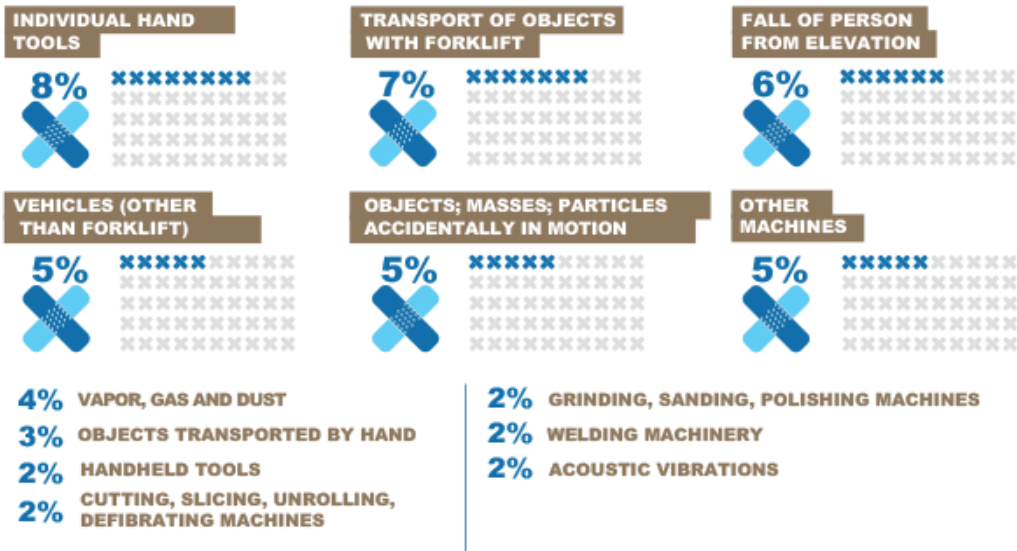 INDIVIDUAL HAND
TOOLS
8%
TRANSPORT OF OBJECTS
WITH FORKLIFT
7%
FALL OF PERSON
FROM ELEVATION
6%
VEHICLES (OTHER
THAN FORKLIFT)
5%
OBJECTS; MASSES; PARTICLES
ACCIDENTALLY IN MOTION
5%
OTHER
MACHINES
5%
4% VAPOR, GAS AND DUST
3% OBJECTS TRANSPORTED BY HAND
2% HANDHELD TOOLS
2% CUTTING, SLICING, UNROLLING,
DEFIBRATING MACHINES
2% GRINDING, SANDING, POLISHING MACHINES
2% WELDING MACHINERY
2% ACOUSTIC VIBRATIONS